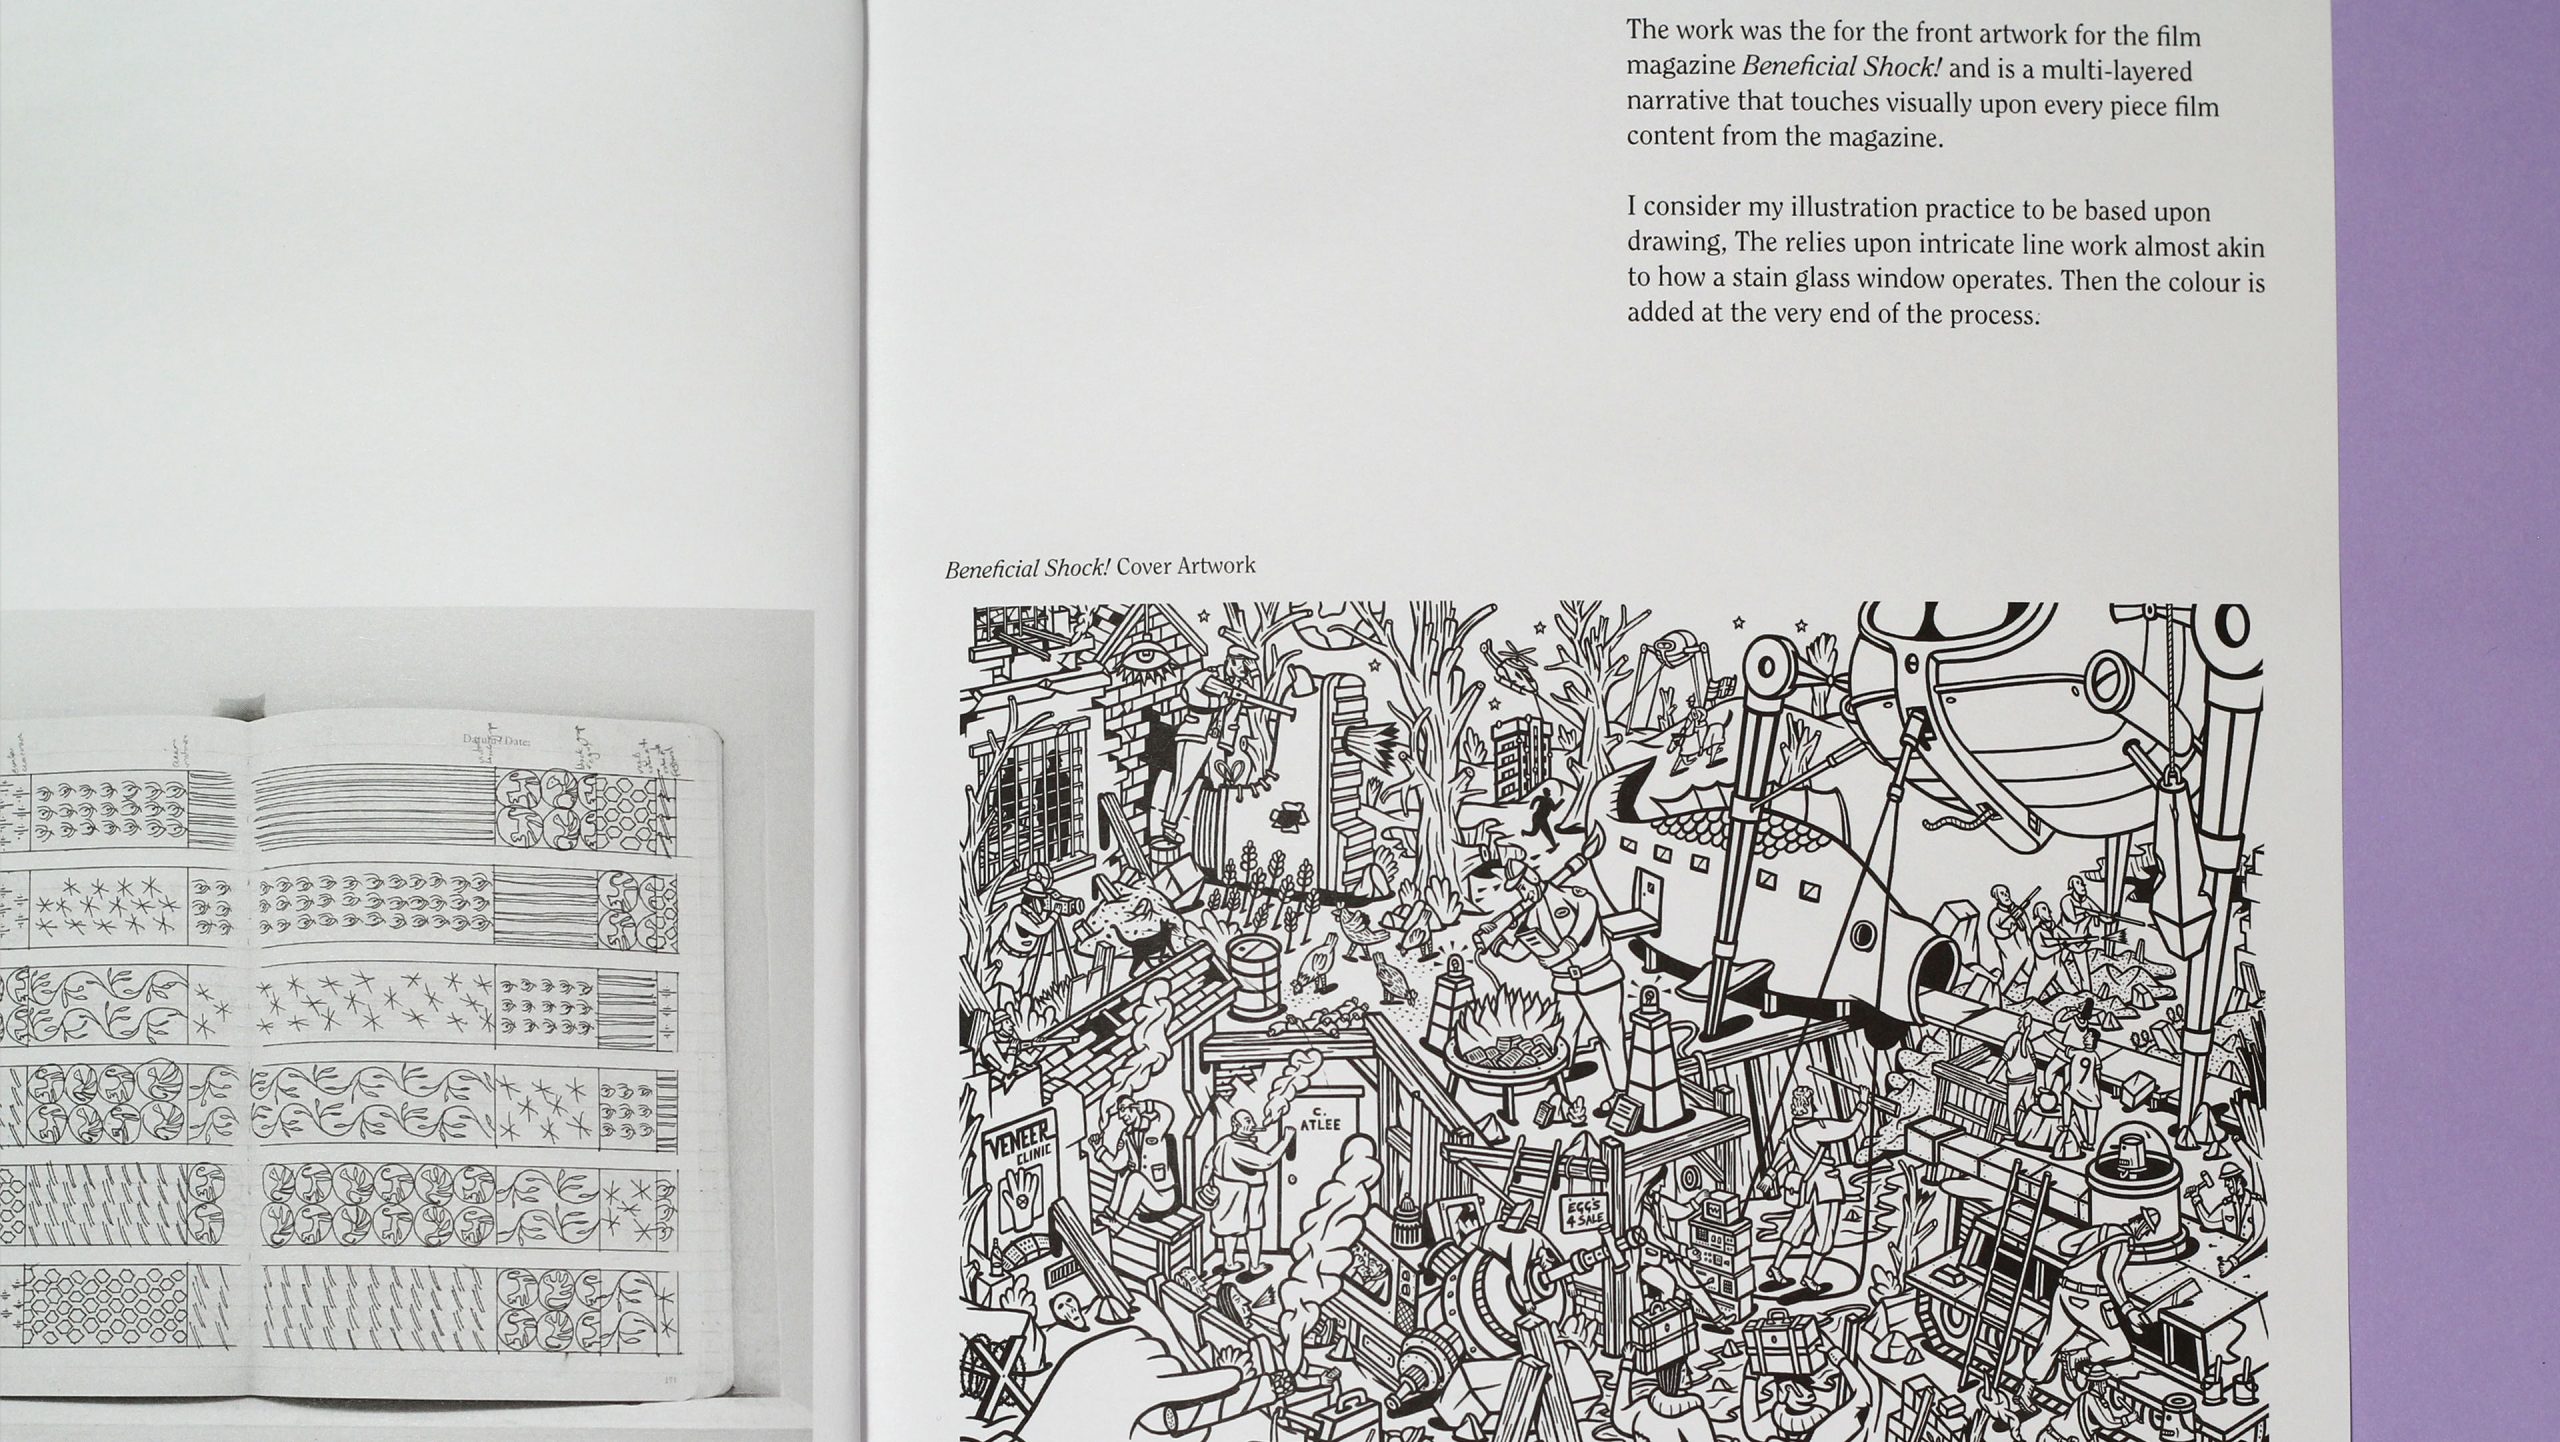 The work was the for the front artwork for the film
magazine Beneficial Shock! and is a multi-layered
narrative that touches visually upon every piece film
content from the magazine.
I consider my illustration practice to be based upon
drawing, The relies upon intricate line work almost akin
to how a stain glass window operates. Then the colour is
added at the very end of the process.
Beneficial Shock! Cover Artwork
Date:
C.
ATLEE
VENEER
CLINIC
EGGS
4 SALE
9